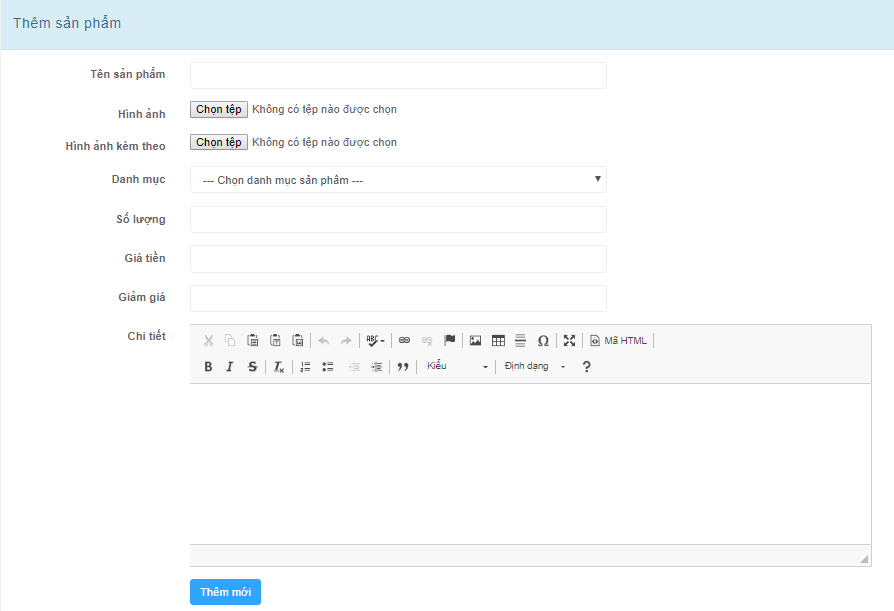 Thêm sản phẩm
Tên sản phẩm
Hình ảnh Chọn tệp Không có tệp nào được chọn
Hình ảnh kèm theo Chọn tệp Không có tệp nào được chọn
Danh mục --- Chọn danh mục sản phẩm ---
Số lượng
Giá tiền
Giảm giá
Chi tiết
ABC Ω Mã HTML
B I S Ix Kiểu Định dạng ?
Thêm mới